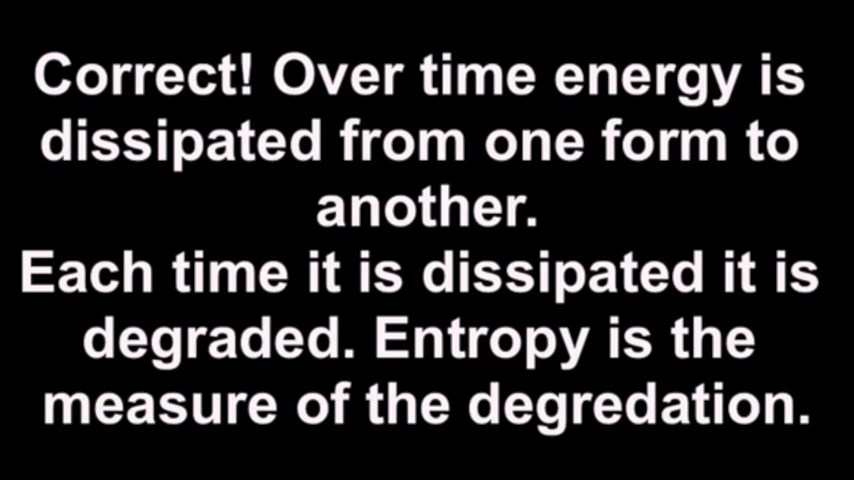 Correct! Over time energy is
dissipated from one form to
another.
Each time it is dissipated it is
degraded. Entropy is the
measure of the degredation.